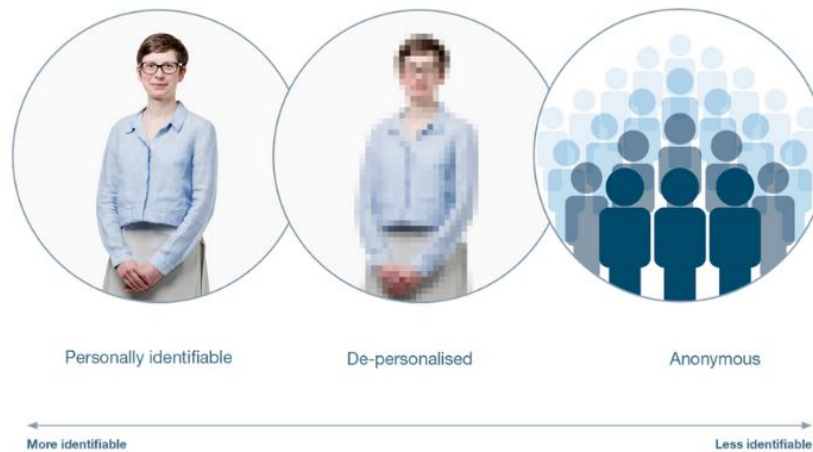 Personally identifiable
De-personalised
Anonymous
More identifiable
Less identifiable